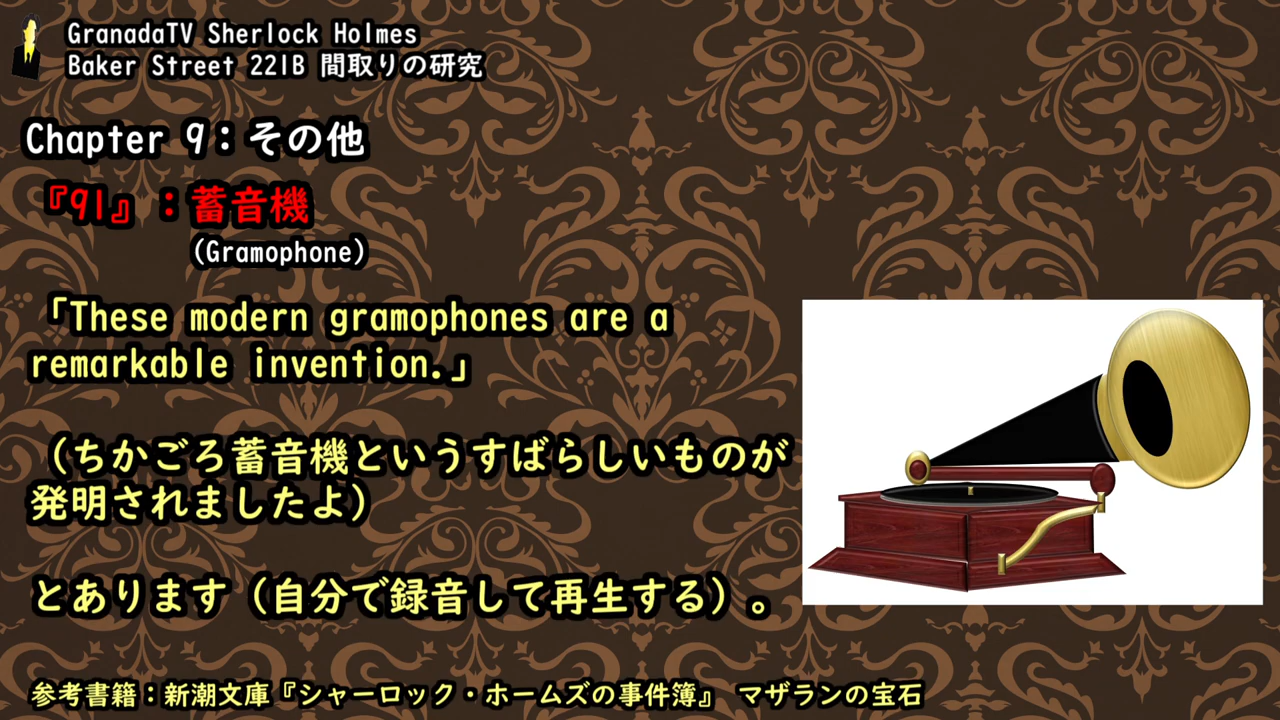 GranadaTV Sherlock Holmes
Baker Street 221B 間取りの研究
Chapter 9：その他
『91』：蓄音機
（Gramophone）
「These modern gramophones are a
remarkable invention.」
（ちかごろ蓄音機というすばらしいものが
発明されましたよ）
とあります（自分で録音して再生する）。
参考書籍：新潮文庫『シャーロック・ホームズの事件簿』 マザランの宝石